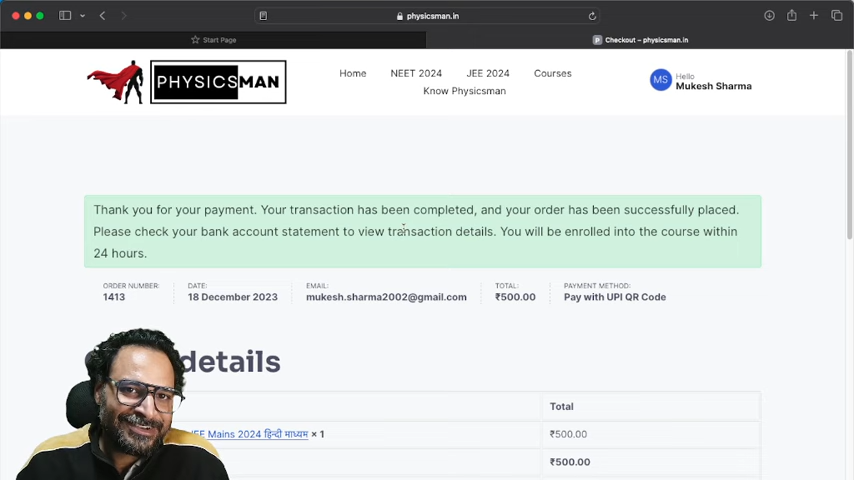 physicsman.in
Start Page
Checkout – physicsman.in
PHYSICSMAN
Home NEET 2024 JEE 2024 Courses
Know Physicsman
MS
Hello
Mukesh Sharma
Thank you for your payment. Your transaction has been completed, and your order has been successfully placed.
Please check your bank account statement to view transaction details. You will be enrolled into the course within
24 hours.
ORDER NUMBER: DATE: EMAIL: TOTAL: PAYMENT METHOD:
1413 18 December 2023 mukesh.sharma2002@gmail.com ₹500.00 Pay with UPI QR Code
details
Total
JEE Mains 2024 हिन्दी माध्यम × 1 ₹500.00
₹500.00